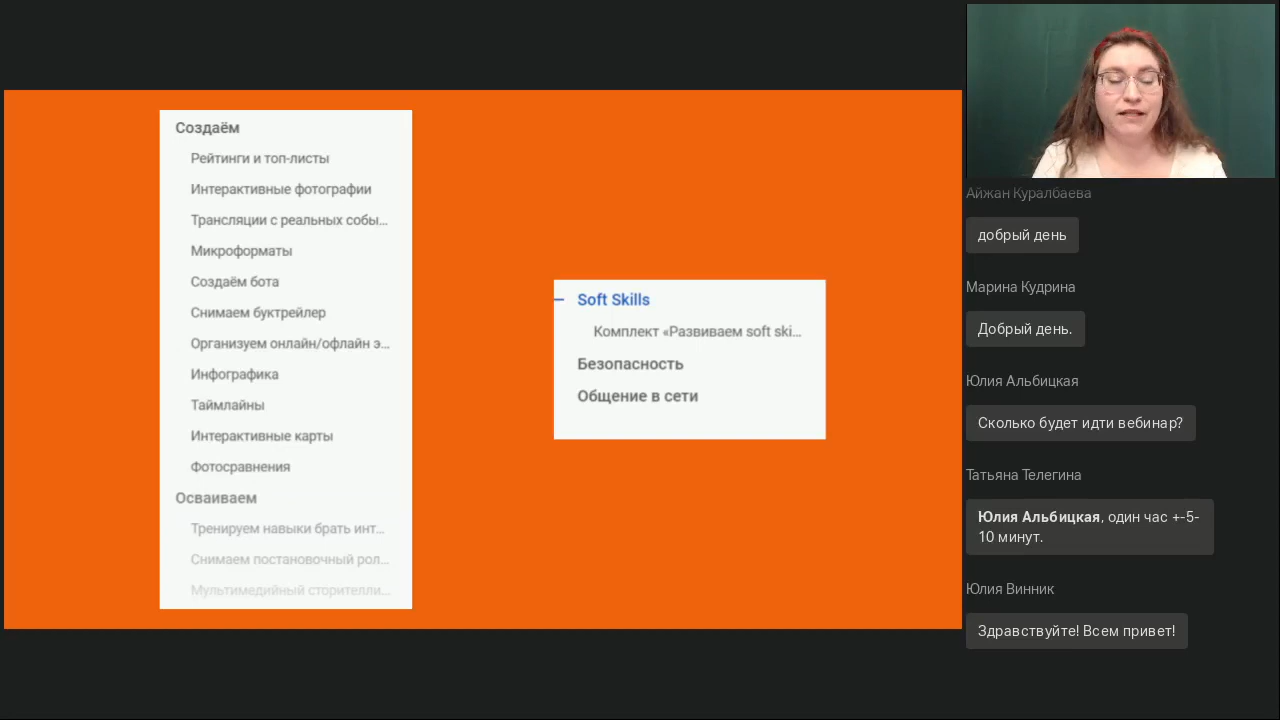 Создаём
Рейтинги и топ-листы
Интерактивные фотографии
Трансляции с реальных собы...
Микроформаты
Создаём бота
Снимаем буктрейлер
Организуем онлайн/офлайн э...
Инфографика
Таймлайны
Интерактивные карты
Фотосравнения
Осваиваем
Тренируем навыки брать инт...
Снимаем постановочный рол...
Мультимедийный сторителли...
Soft Skills
Комплект «Развиваем soft ski...
Безопасность
Общение в сети
Айжан Куралбаева
добрый день
Марина Кудрина
Добрый день.
Юлия Альбицкая
Сколько будет идти вебинар?
Татьяна Телегина
Юлия Альбицкая, один час +-5-
10 минут.
Юлия Винник
Здравствуйте! Всем привет!